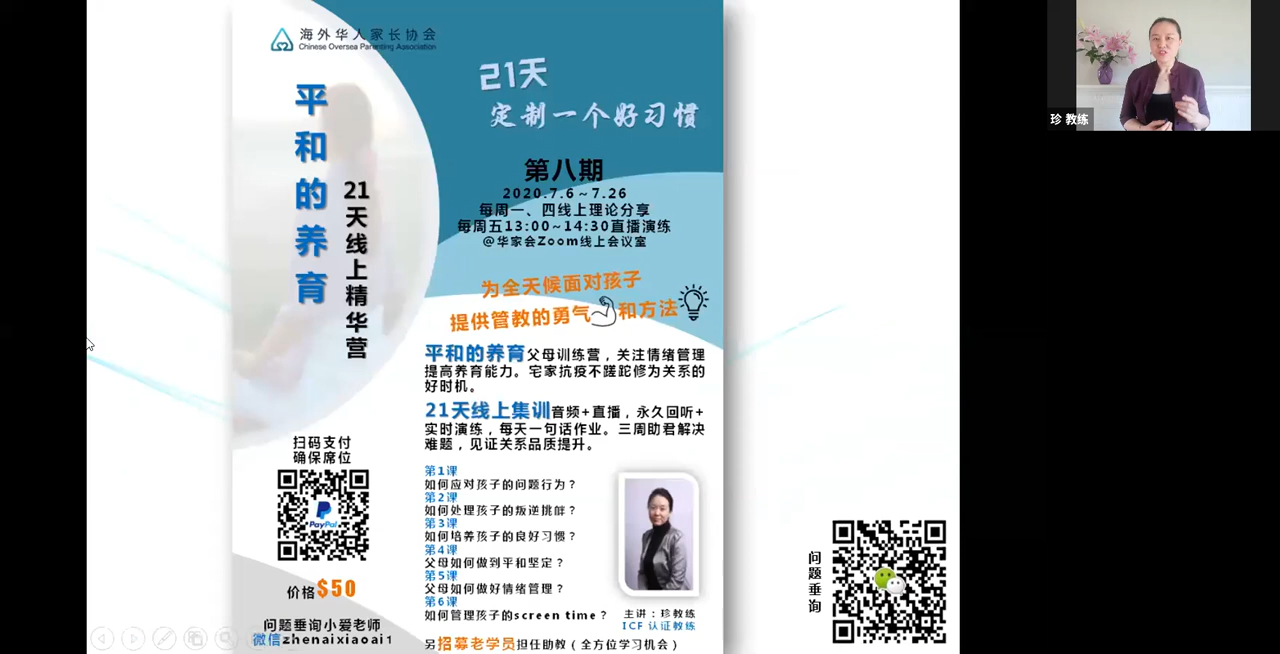 海外华人家长协会
Chinese Oversea Parenting Association
平和的养育
21天线上精华营
21天
定制一个好习惯
第八期
2020.7.6~7.26
每周一、四线上理论分享
每周五13:00~14:30直播演练
@华家会Zoom线上会议室
为全天候面对孩子
提供管教的勇气和方法
平和的养育父母训练营，关注情绪管理
提高养育能力。宅家抗疫不蹉跎修为关系的
好时机。
21天线上集训音频+直播，永久回听+
实时演练，每天一句话作业。三周助君解决
难题，见证关系品质提升。
第1课
如何应对孩子的问题行为？
第2课
如何处理孩子的叛逆挑衅？
第3课
如何培养孩子的良好习惯？
第4课
父母如何做到平和坚定？
第5课
父母如何做好情绪管理？
第6课
如何管理孩子的screen time？
另招募老学员担任助教（全方位学习机会）
主讲：珍教练
ICF 认证教练
扫码支付
确保席位
PayPal
价格$50
问题垂询小爱老师
微信zhenaixiaoai1
问题垂询
珍 教练